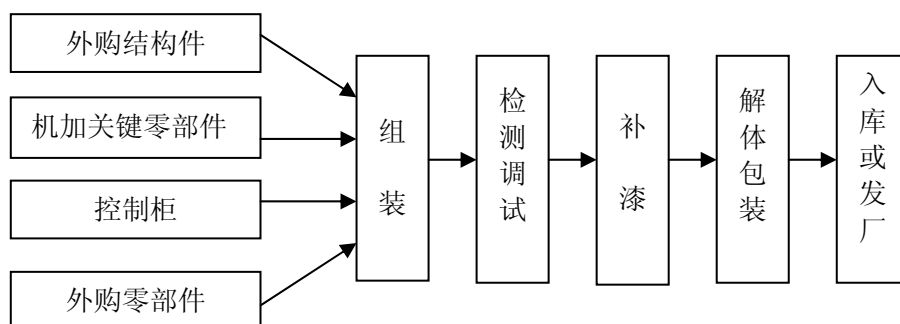 外购结构件
机加关键零部件
控制柜
外购零部件
组装
检测调试
补漆
解体包装
入库或发厂